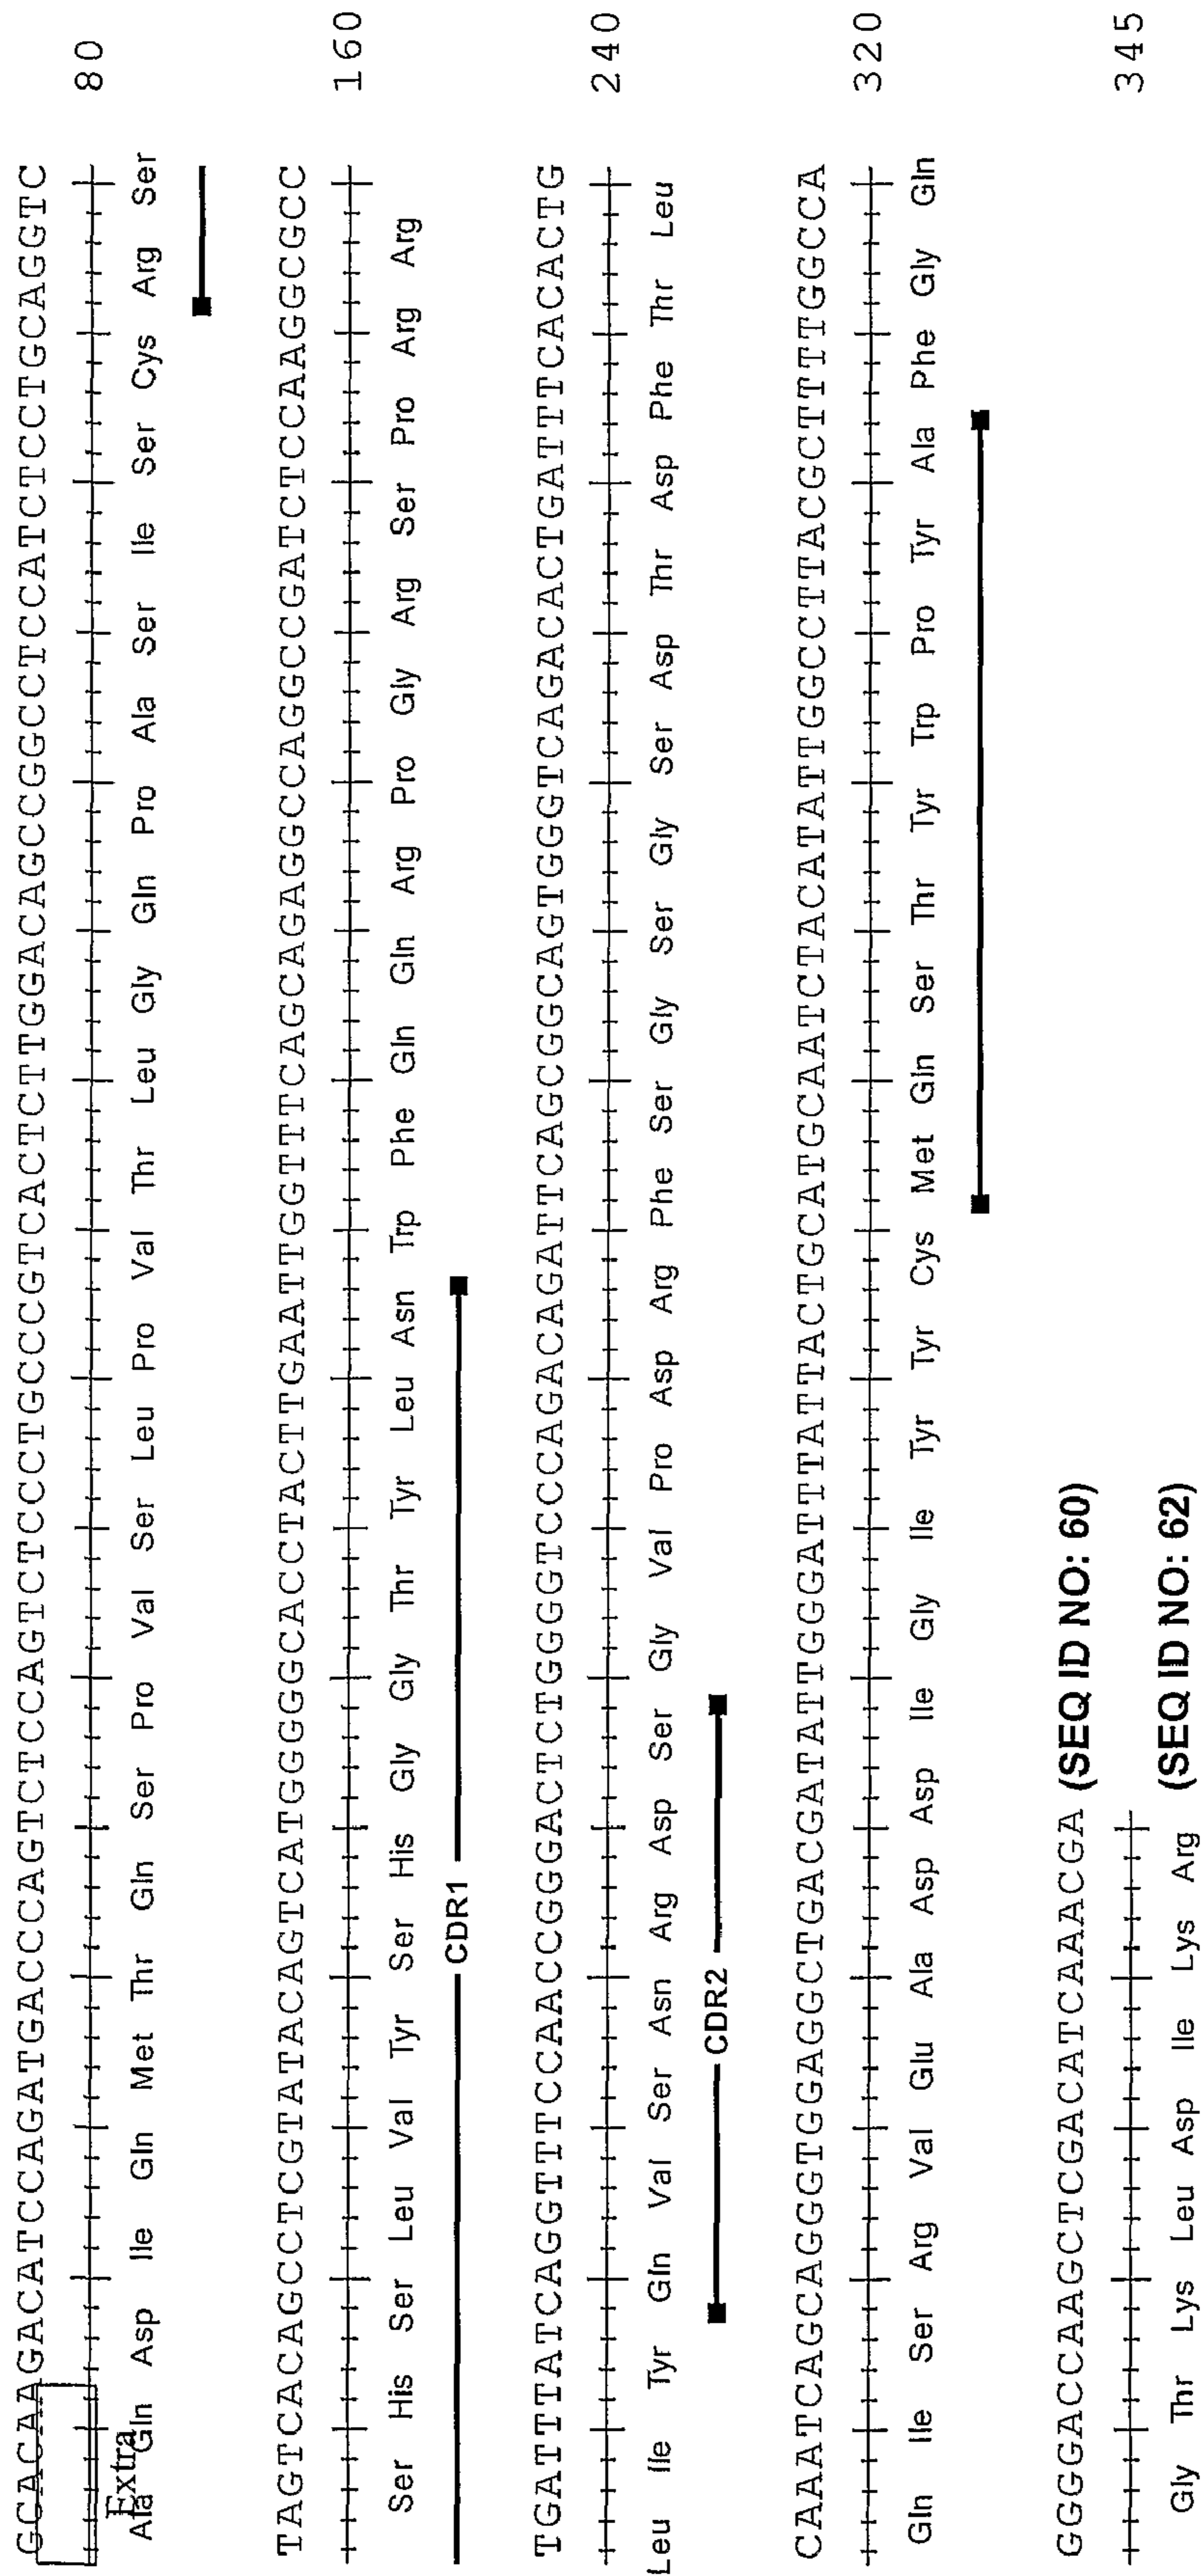 GCACAAGACATCCAGATGACCCAGTCTCCAGTCTCCCTGCCCGTCACTCTTGGACAGCCGGCCTCCATCTCCTGCAGGTC
80
Extra
Ala Gln Asp Ile Gln Met Thr Gln Ser Pro Val Ser Leu Pro Val Thr Leu Gly Gln Pro Ala Ser Ile Ser Cys Arg Ser
TAGTCACAGCCTCGTATACAGTCATGGGGGCACCTACTTGAATTGGTTTCAGCAGAGGCCAGGCCGATCTCCAAGGCGCC
160
Ser His Ser Leu Val Tyr Ser His Gly Gly Thr Tyr Leu Asn Trp Phe Gln Gln Arg Pro Gly Arg Ser Pro Arg Arg
CDR1
TGATTTATCAGGTTTCCAACCGGGACTCTGGGGTCCCAGACAGATTCAGCGGCAGTGGGTCAGACACTGATTTCACACTG
240
Leu Ile Tyr Gln Val Ser Asn Arg Asp Ser Gly Val Pro Asp Arg Phe Ser Gly Ser Gly Ser Asp Thr Asp Phe Thr Leu
CDR2
CAAATCAGCAGGGTGGAGGCTGACGATATTGGGATTTATTACTGCATGCAATCTACATATTGGCCTTACGCTTTTGGCCA
320
Gln Ile Ser Arg Val Glu Ala Asp Asp Ile Gly Ile Tyr Tyr Cys Met Gln Ser Thr Tyr Trp Pro Tyr Ala Phe Gly Gln
GGGGACCAAGCTCGACATCAAACGA (SEQ ID NO: 60)
345
Gly Thr Lys Leu Asp Ile Lys Arg (SEQ ID NO: 62)